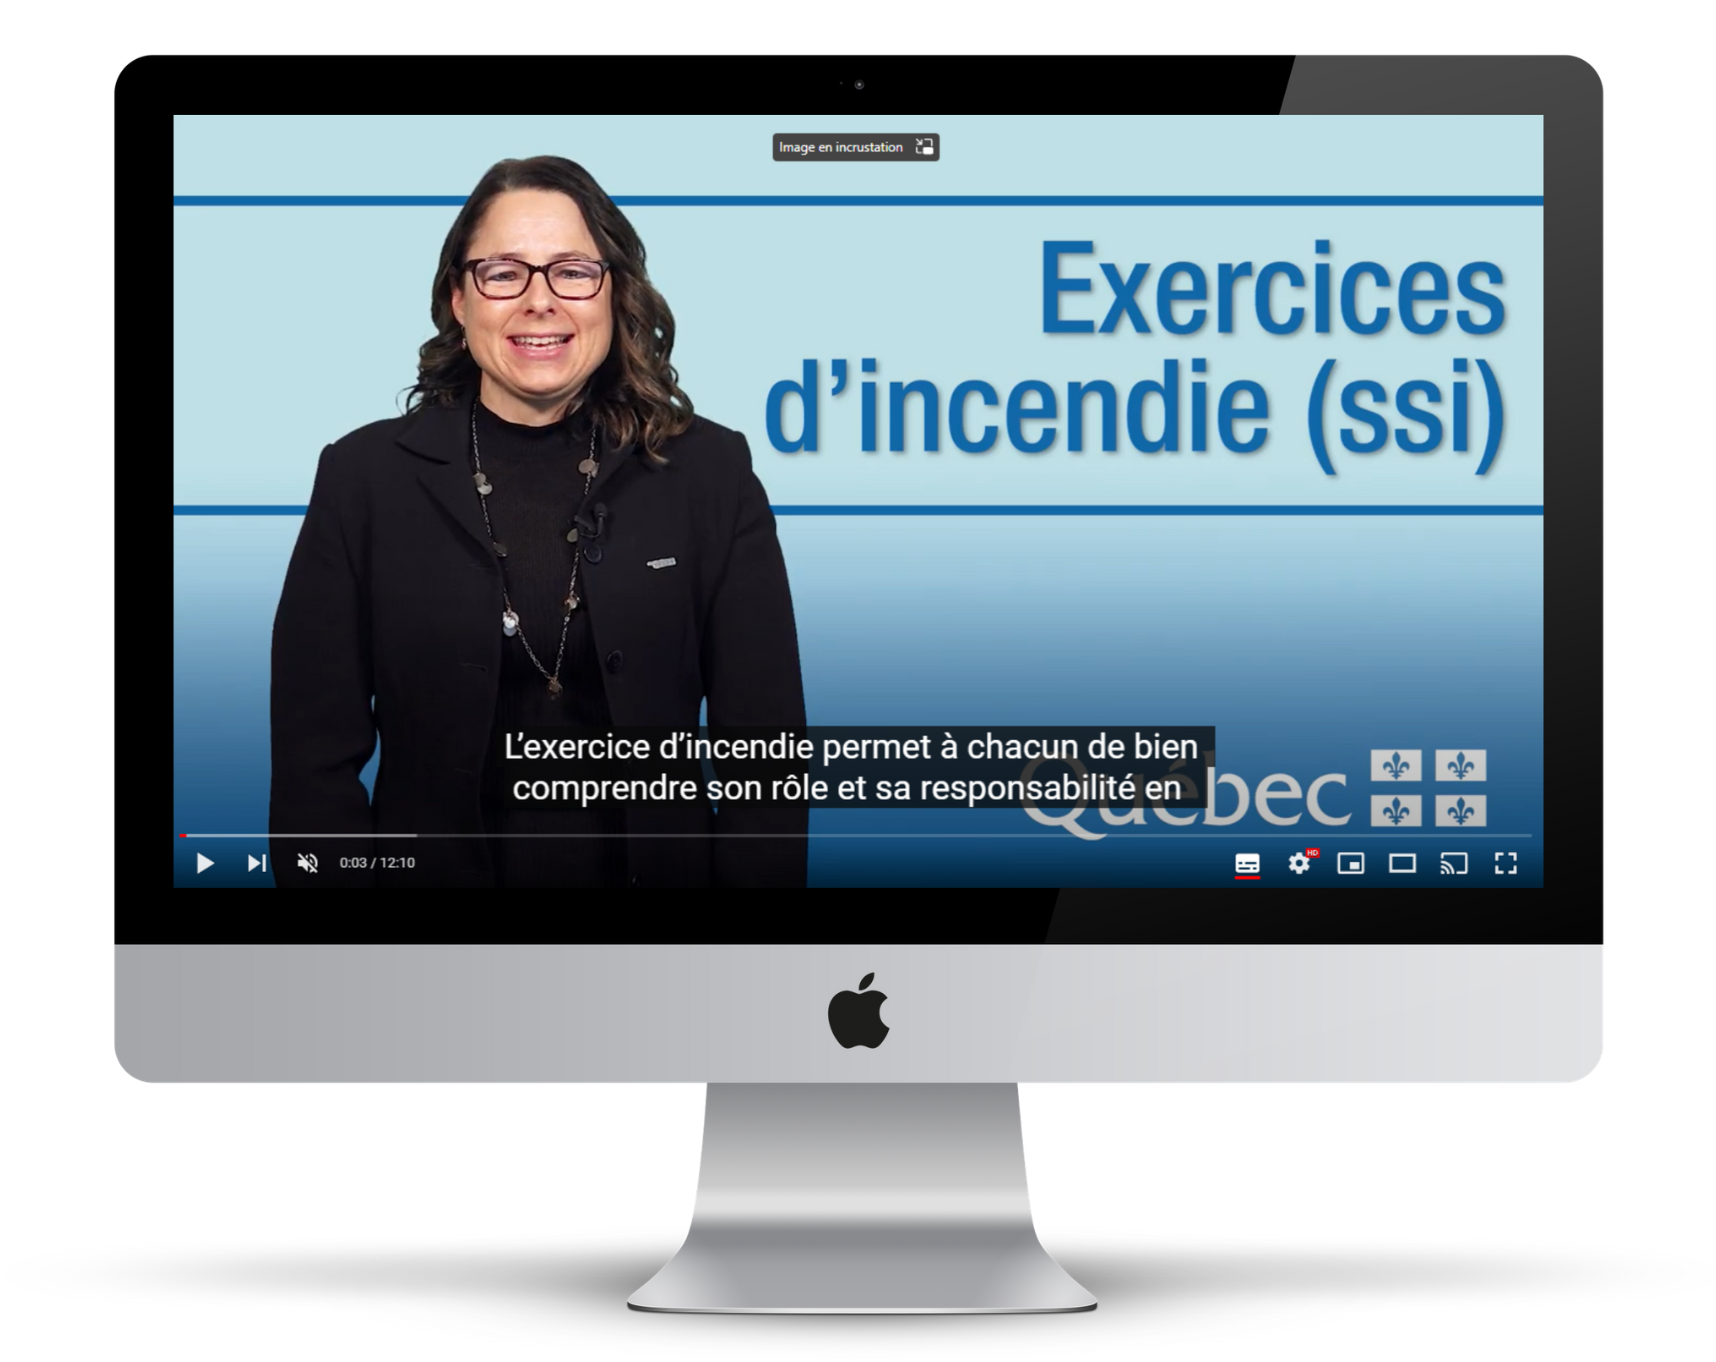 Image en incrustation
Exercices
d’incendie (ssi)
L’exercice d’incendie permet à chacun de bien
comprendre son rôle et sa responsabilité en
Québec
0:03 / 12:10
HD